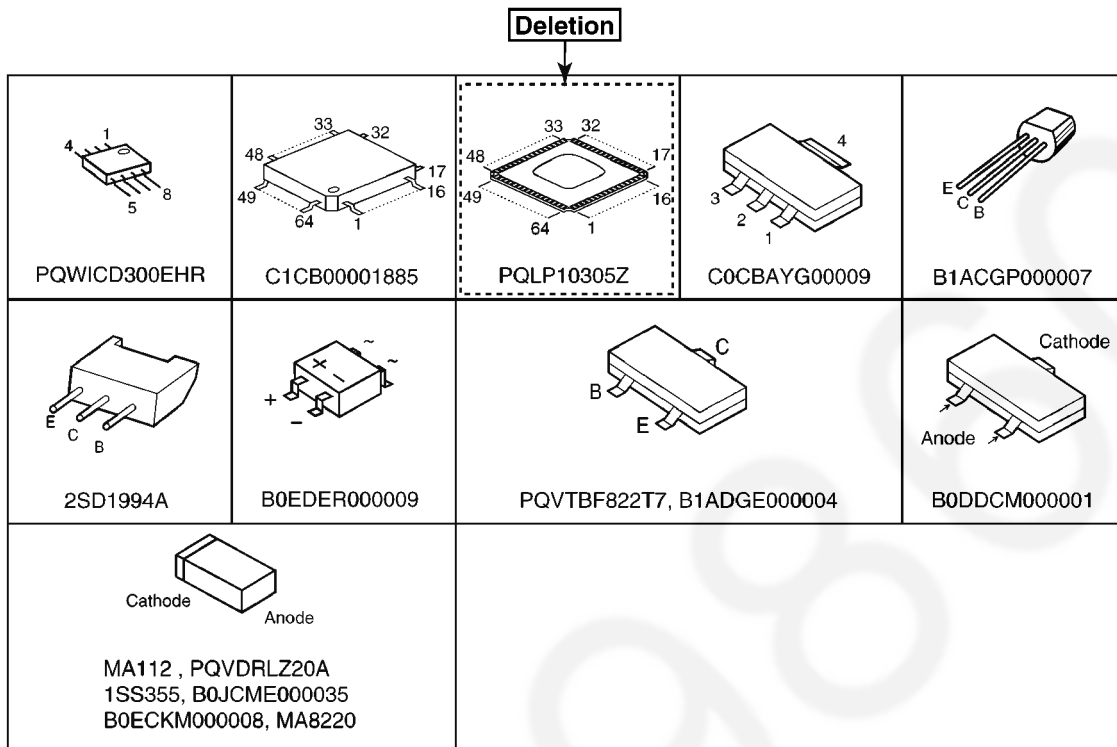 Deletion
4
1
5
8
PQWICD300EHR
33
32
48
17
49
16
64
1
C1CB00001885
33
32
48
17
49
16
64
1
PQLP10305Z
4
3
2
1
C0CBAYG00009
E
C
B
B1ACGP000007
E
C
B
2SD1994A
+
−
~
~
+
−
B0EDER000009
C
B
E
PQVTBF822T7, B1ADGE000004
Cathode
Anode
B0DDCM000001
Cathode
Anode
MA112 , PQVDRLZ20A
1SS355, B0JCME000035
B0ECKM000008, MA8220